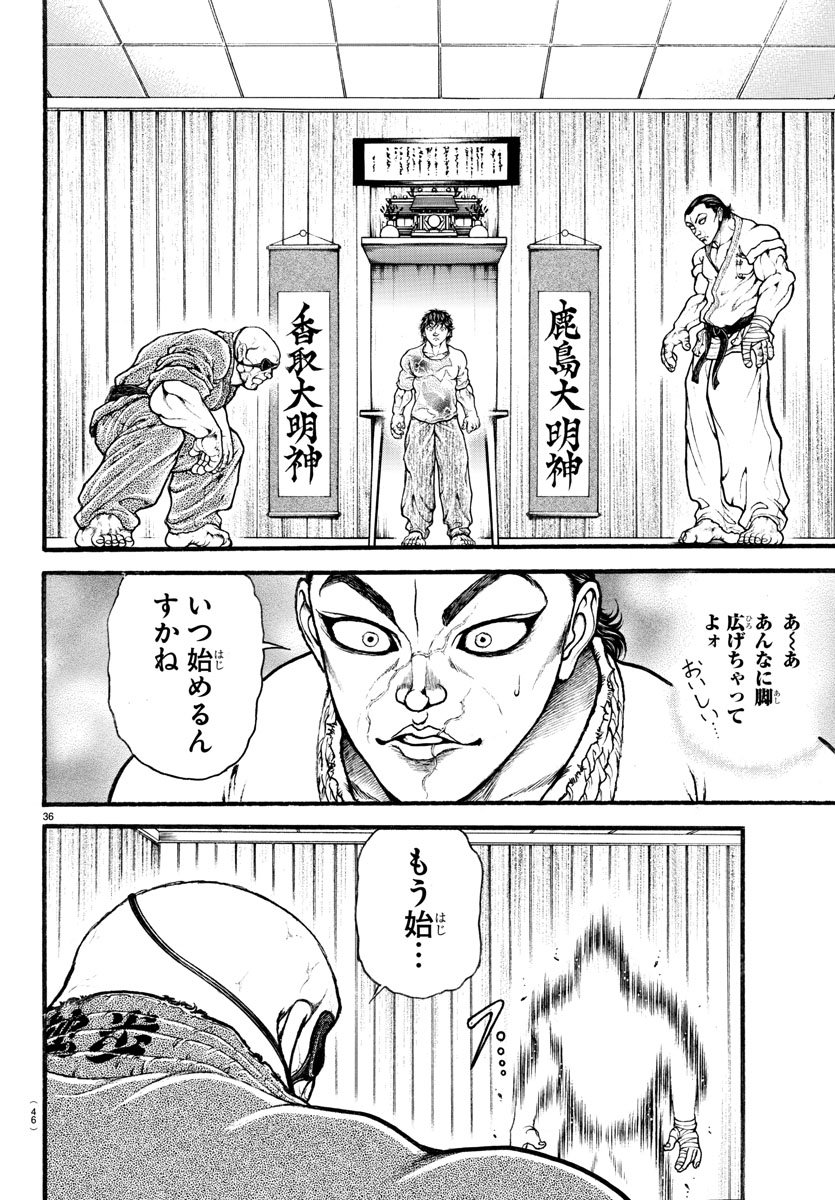 鹿島大明神
香取大明神
あ〜あ
あんなに脚
広げちゃって
よォ
おいしい…
いつ始めるん
すかね
36
もう始…
フ…
(46)